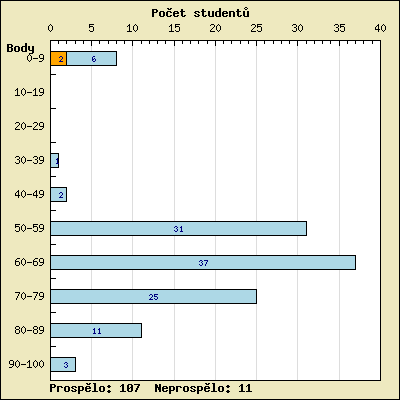 Počet studentů
0 5 10 15 20 25 30 35 40
Body
0-9 2 6
10-19
20-29
30-39 1
40-49 2
50-59 31
60-69 37
70-79 25
80-89 11
90-100 3
Prospělo: 107 Neprospělo: 11